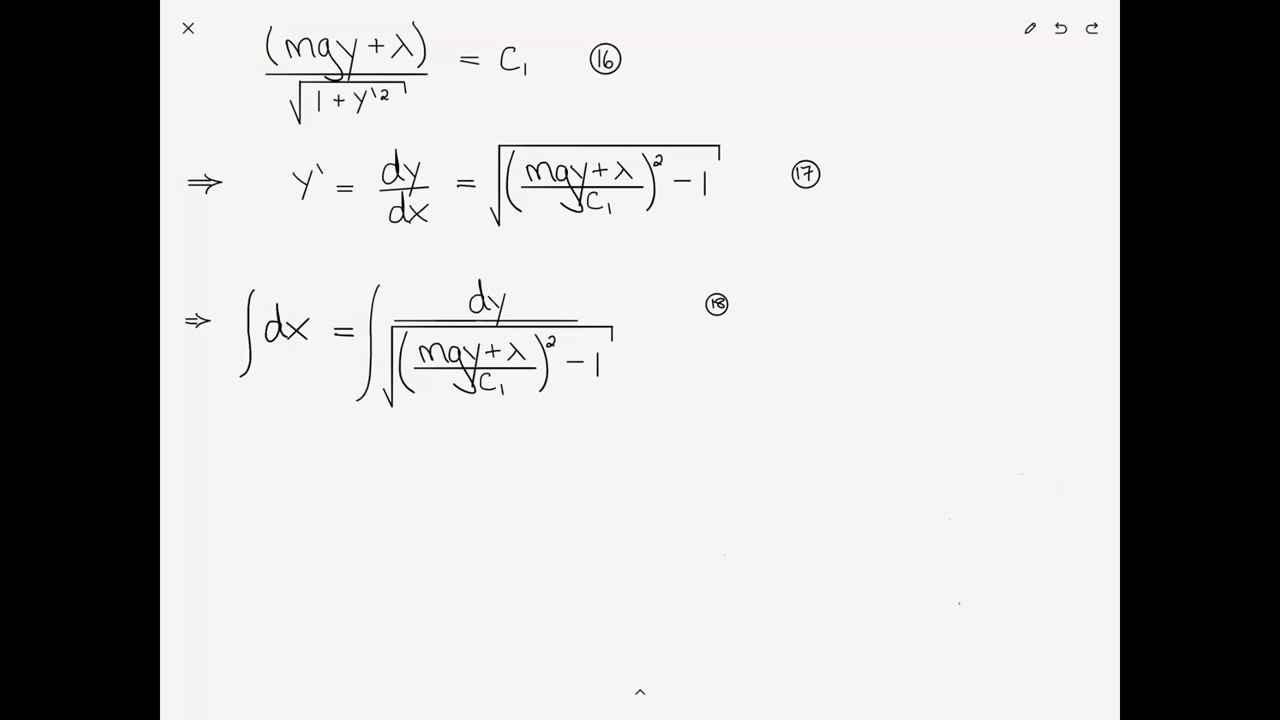 (mgy + λ) / √(1 + y'²) = C₁ ⑯
⇒ y' = dy/dx = √(((mgy + λ)/C₁)² − 1) ⑰
⇒ ∫ dx = ∫ dy / √(((mgy + λ)/C₁)² − 1) ⑱